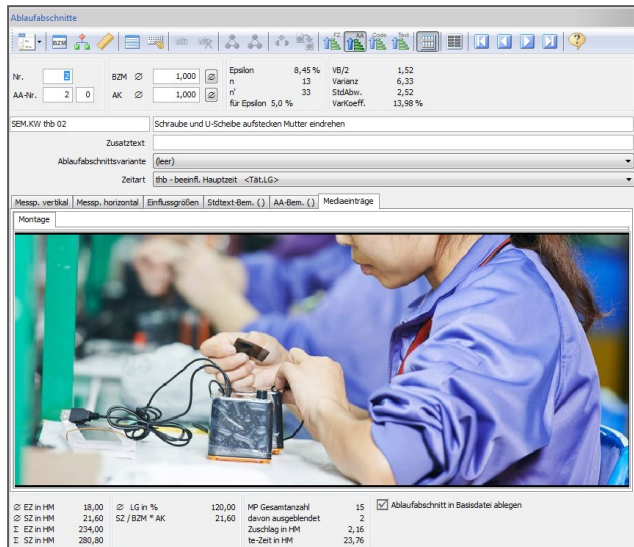 Ablaufabschnitte
BZM
FZ AA Code Text
Nr. 2 BZM Ø 1,000 Ø
AA-Nr. 2 0 AK Ø 1,000 Ø
Epsilon 8,45 % VB/2 1,52
n 13 Varianz 6,33
n' 33 StdAbw. 2,52
für Epsilon 5,0 % VarKoeff. 13,98 %
SEM.KW thb 02 Schraube und U-Scheibe aufstecken Mutter eindrehen
Zusatztext
Ablaufabschnittsvariante (leer)
Zeitart thb - beeinfl. Hauptzeit <Tät.LG>
Messp. vertikal Messp. horizontal Einflussgrößen Stdtext-Bem. ( ) AA-Bem. ( ) Mediaeinträge
Montage
Ø EZ in HM 18,00 Ø LG in % 120,00 MP Gesamtanzahl 15 Ablaufabschnitt in Basisdatei ablegen
Ø SZ in HM 21,60 SZ / BZM * AK 21,60 davon ausgeblendet 2
Σ EZ in HM 234,00 Zuschlag in HM 2,16
Σ SZ in HM 280,80 te-Zeit in HM 23,76